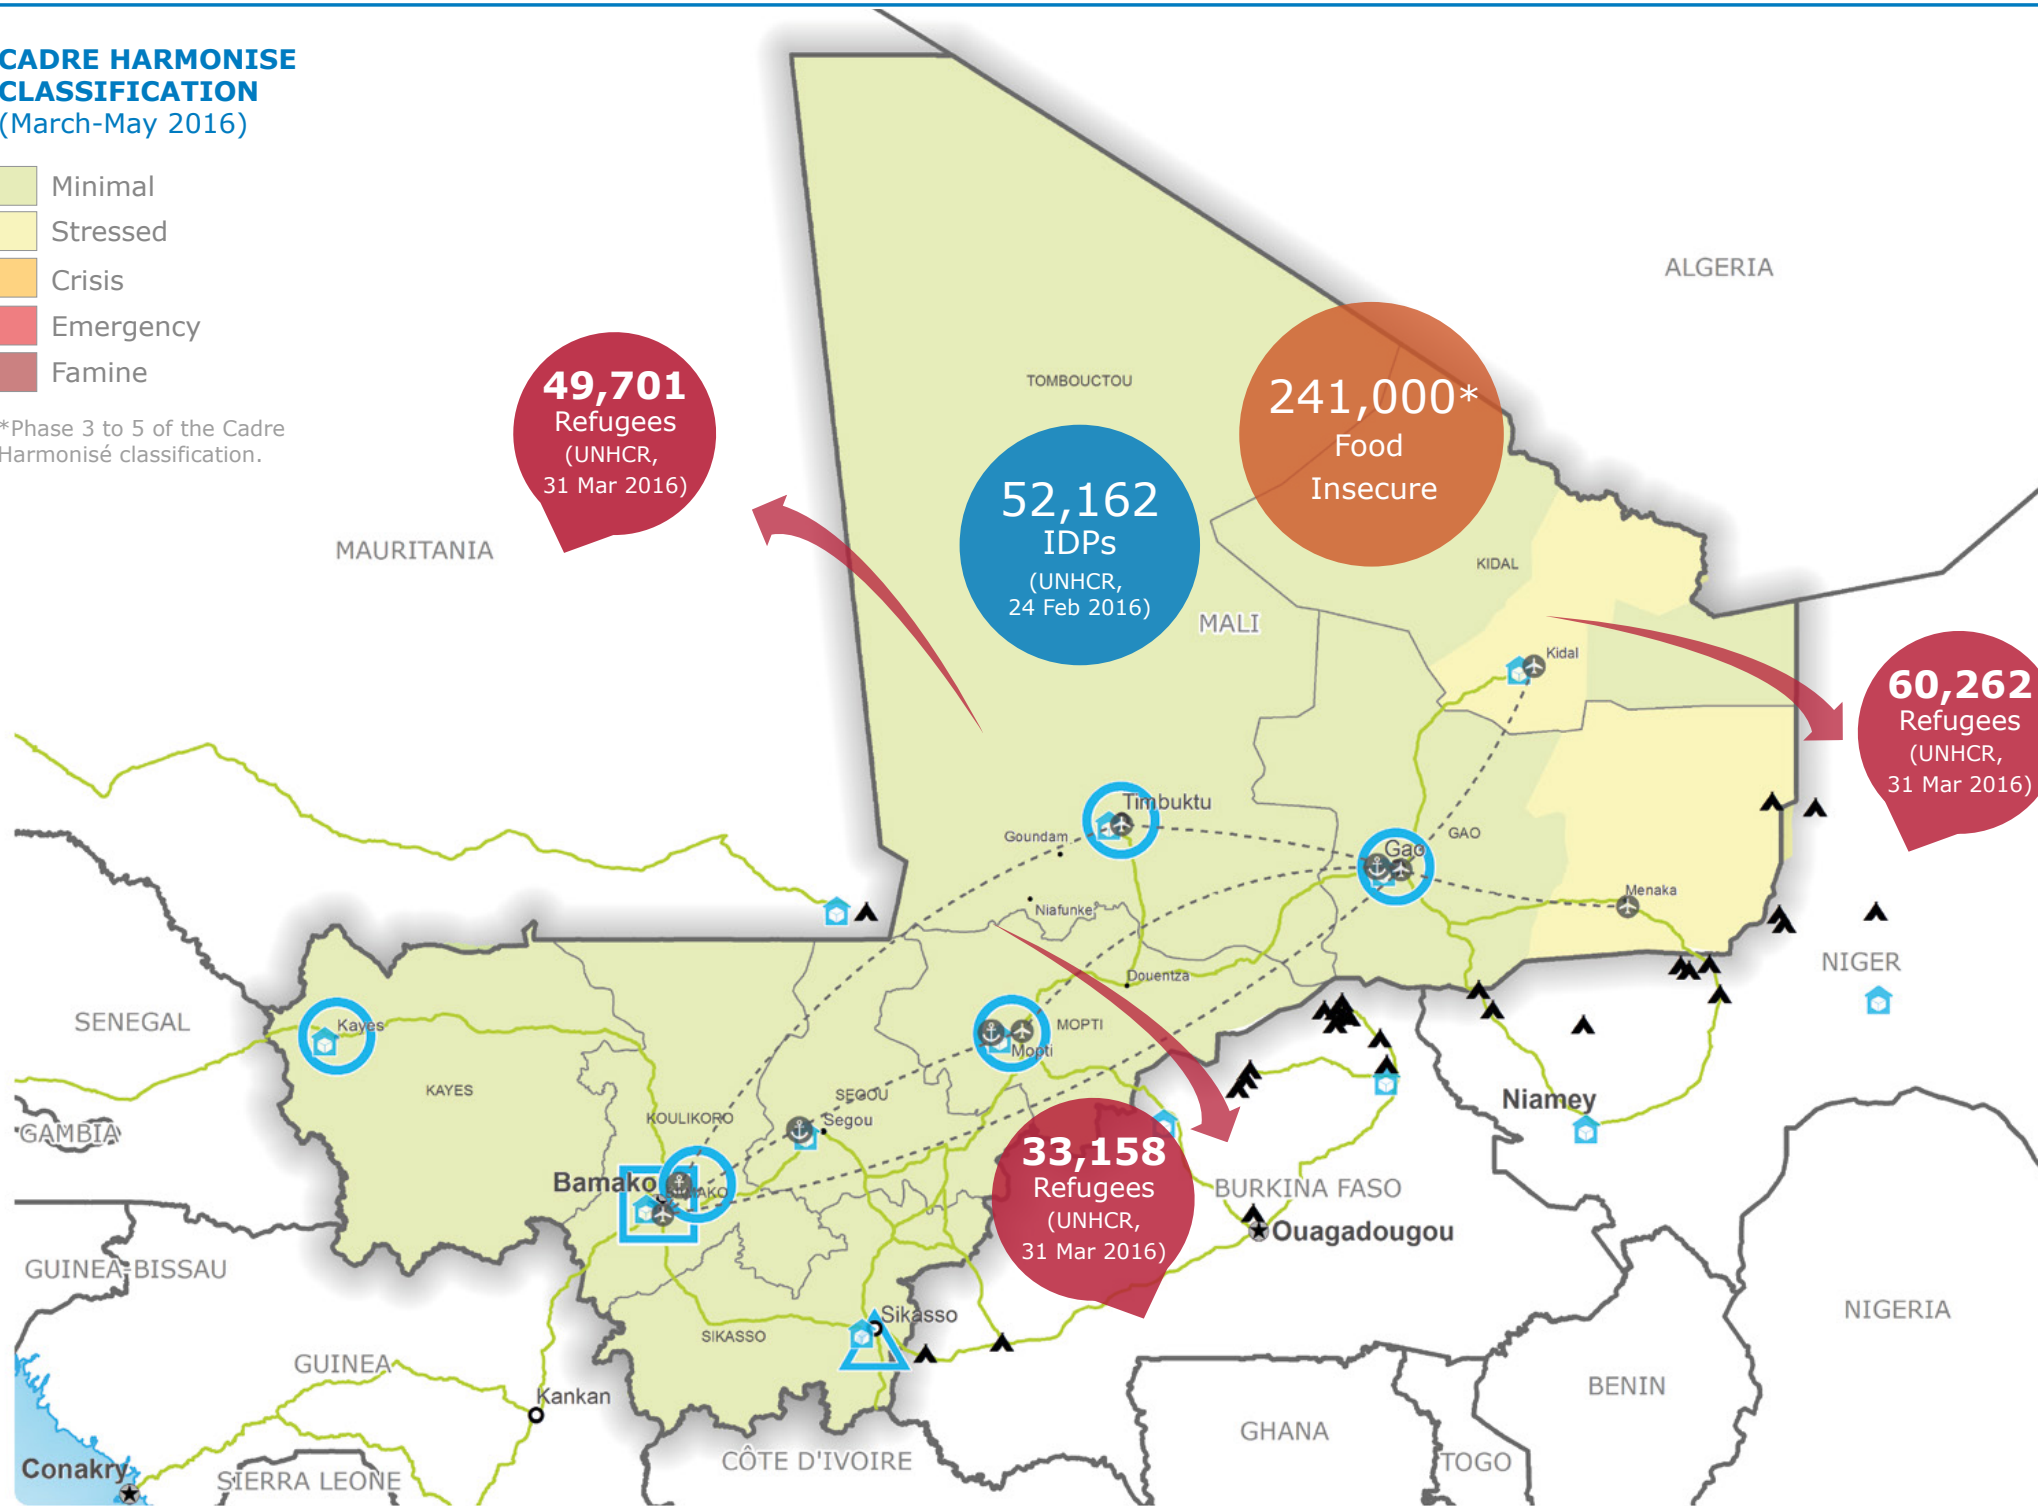 CADRE HARMONISE
CLASSIFICATION
(March-May 2016)
Minimal
Stressed
Crisis
Emergency
Famine
*Phase 3 to 5 of the Cadre
Harmonisé classification.
ALGERIA
TOMBOUCTOU
49,701
Refugees
(UNHCR,
31 Mar 2016)
241,000*
Food
Insecure
52,162
IDPs
(UNHCR,
24 Feb 2016)
MAURITANIA
KIDAL
MALI
Kidal
60,262
Refugees
(UNHCR,
31 Mar 2016)
Timbuktu
Goundam
GAO
Gao
Menaka
Niafunke
Douentza
NIGER
SENEGAL
Kayes
MOPTI
Mopti
KAYES
SEGOU
Segou
KOULIKORO
Niamey
GAMBIA
33,158
Refugees
(UNHCR,
31 Mar 2016)
Bamako
BAMAKO
BURKINA FASO
Ouagadougou
GUINEA-BISSAU
Sikasso
SIKASSO
NIGERIA
GUINEA
Kankan
BENIN
GHANA
TOGO
CÔTE D'IVOIRE
Conakry
SIERRA LEONE